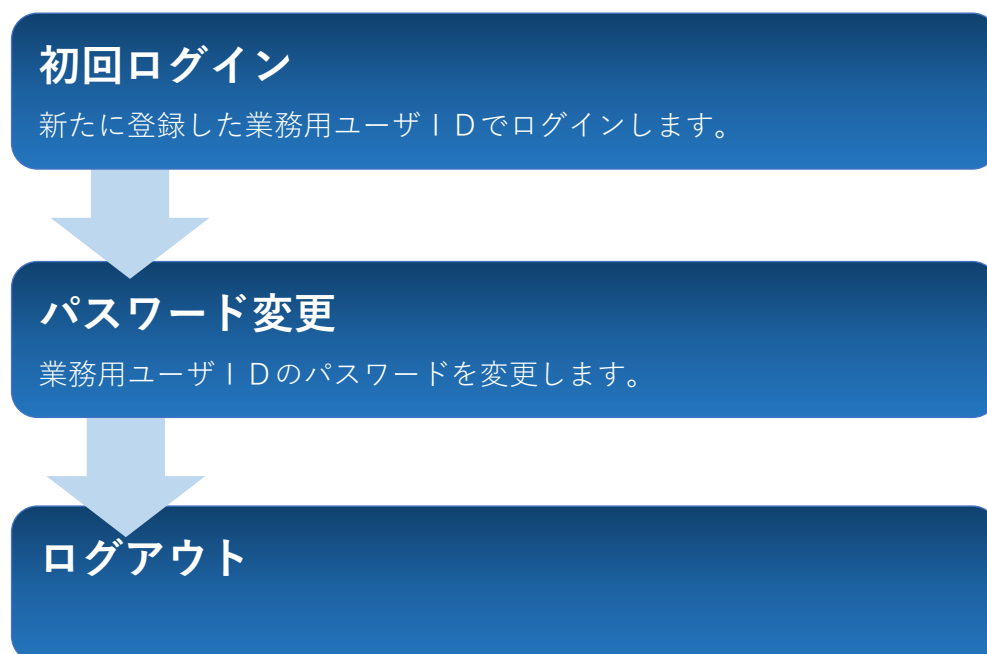 初回ログイン
新たに登録した業務用ユーザＩＤでログインします。
パスワード変更
業務用ユーザＩＤのパスワードを変更します。
ログアウト